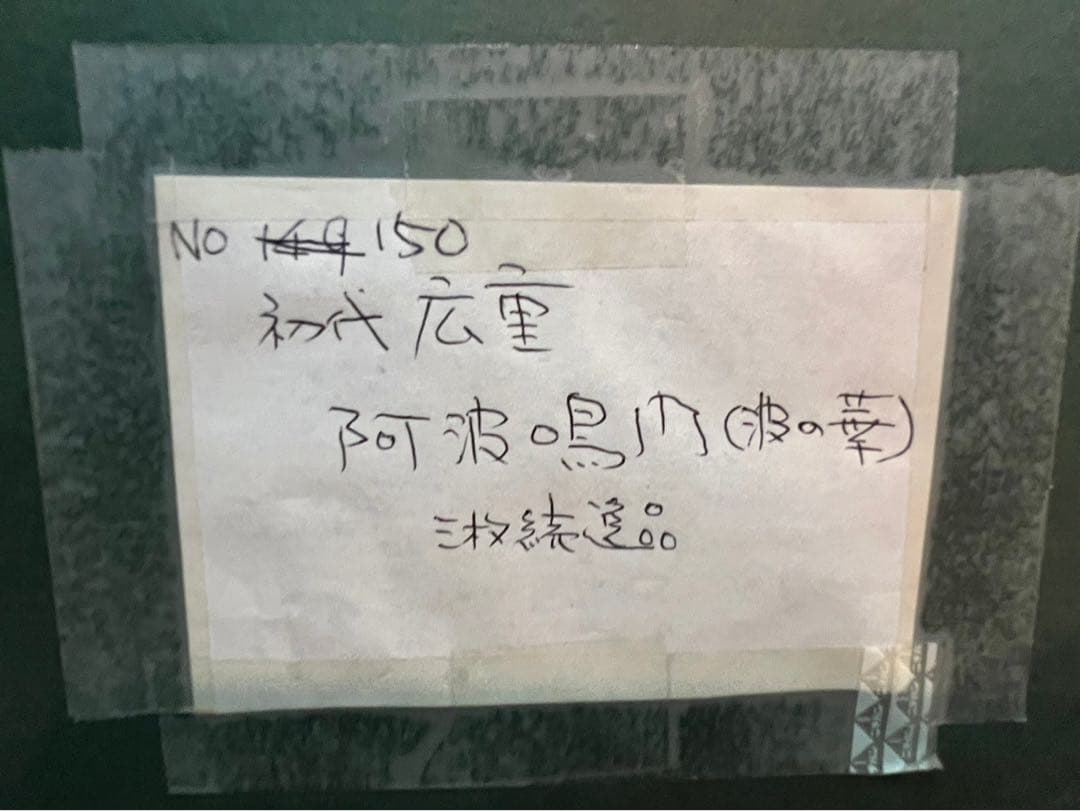 NO 150
初代広重
阿波鳴門(波の華)
三枚続逸品